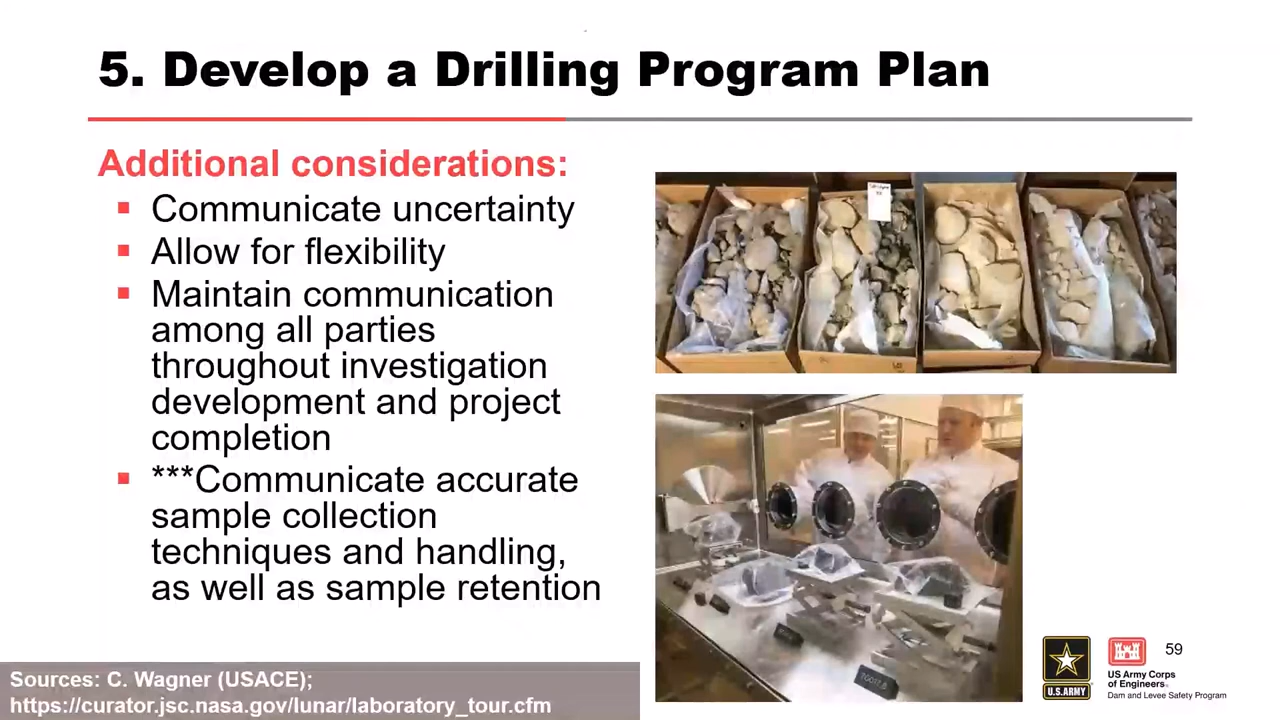 5. Develop a Drilling Program Plan
Additional considerations:
Communicate uncertainty
Allow for flexibility
Maintain communication
among all parties
throughout investigation
development and project
completion
***Communicate accurate
sample collection
techniques and handling,
as well as sample retention
Sources: C. Wagner (USACE);
https://curator.jsc.nasa.gov/lunar/laboratory_tour.cfm
U.S.ARMY
US Army Corps
of Engineers®
Dam and Levee Safety Program
59